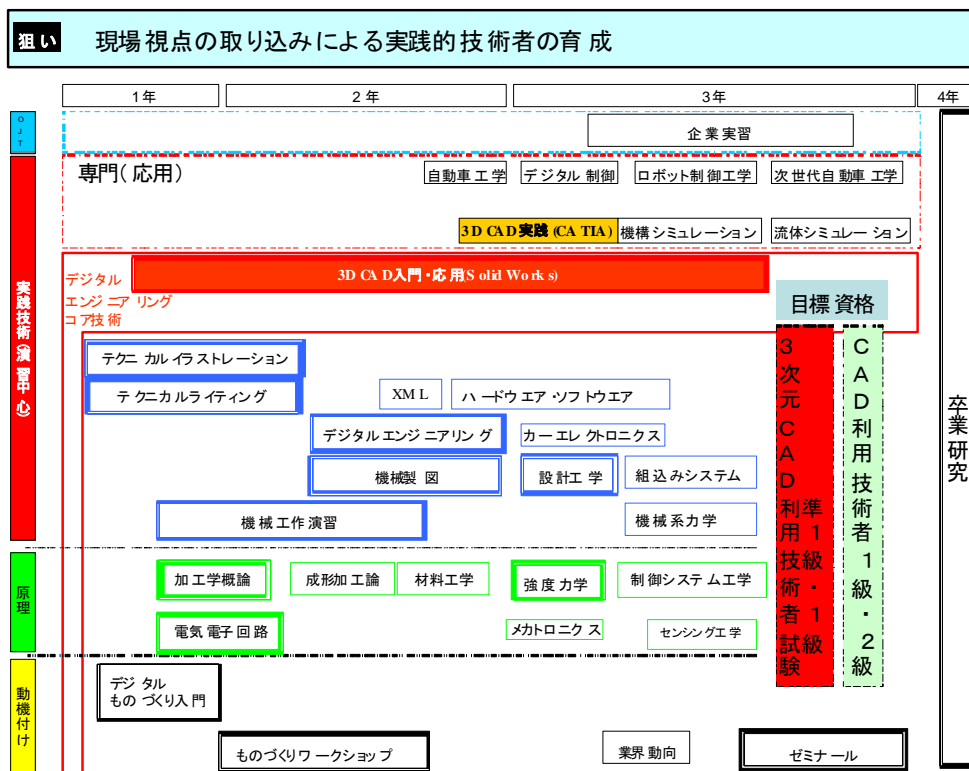 狙い 現場視点の取り込みによる実践的技術者の育成
1年 2年 3年 4年
OJT
企業実習
専門(応用)
自動車工学 デジタル制御 ロボット制御工学 次世代自動車工学
3D CAD実践(CATIA) 機構シミュレーション 流体シミュレーション
実践技術(演習中心)
デジタル
エンジニアリング
コア技術
3D CAD入門・応用(Solid Works)
目標資格
テクニカルイラストレーション
テクニカルライティング XML ハードウエア・ソフトウエア
デジタルエンジニアリング カーエレクトロニクス
機械製図 設計工学 組込みシステム
機械工作演習 機械系力学
3次元CAD利用技術者試験
準1級・1級
CAD利用技術者1級・2級
卒業研究
原理
加工学概論 成形加工論 材料工学 強度力学 制御システム工学
電気電子回路 メカトロニクス センシング工学
動機付け
デジタル
ものづくり入門
ものづくりワークショップ 業界動向 ゼミナール